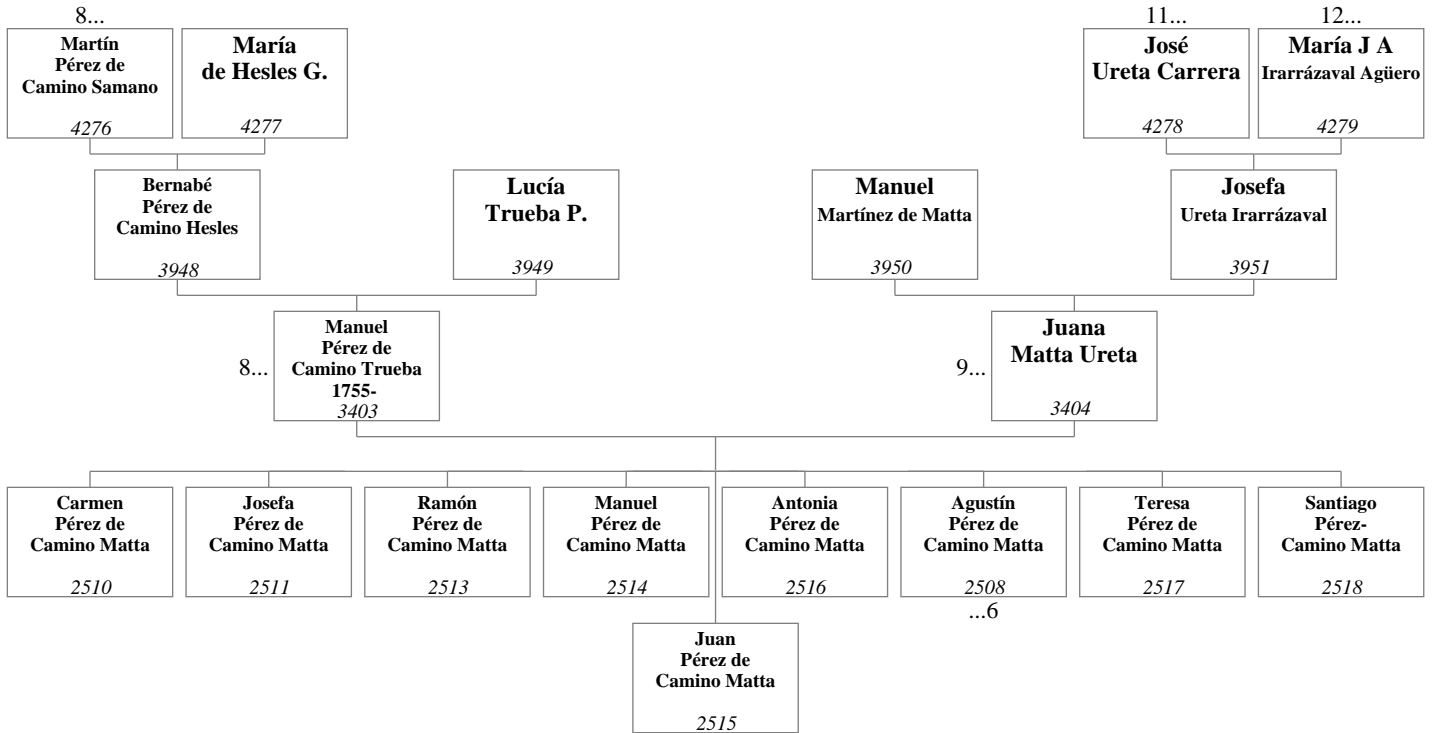 8...
Martín
Pérez de
Camino Samano
4276
María
de Hesles G.
4277
11...
José
Ureta Carrera
4278
12...
María J A
Irarrázaval Agüero
4279
Bernabé
Pérez de
Camino Hesles
3948
Lucía
Trueba P.
3949
Manuel
Martínez de Matta
3950
Josefa
Ureta Irarrázaval
3951
8...
Manuel
Pérez de
Camino Trueba
1755-
3403
9...
Juana
Matta Ureta
3404
Carmen
Pérez de
Camino Matta
2510
Josefa
Pérez de
Camino Matta
2511
Ramón
Pérez de
Camino Matta
2513
Manuel
Pérez de
Camino Matta
2514
Antonia
Pérez de
Camino Matta
2516
Agustín
Pérez de
Camino Matta
2508
...6
Teresa
Pérez de
Camino Matta
2517
Santiago
Pérez-
Camino Matta
2518
Juan
Pérez de
Camino Matta
2515